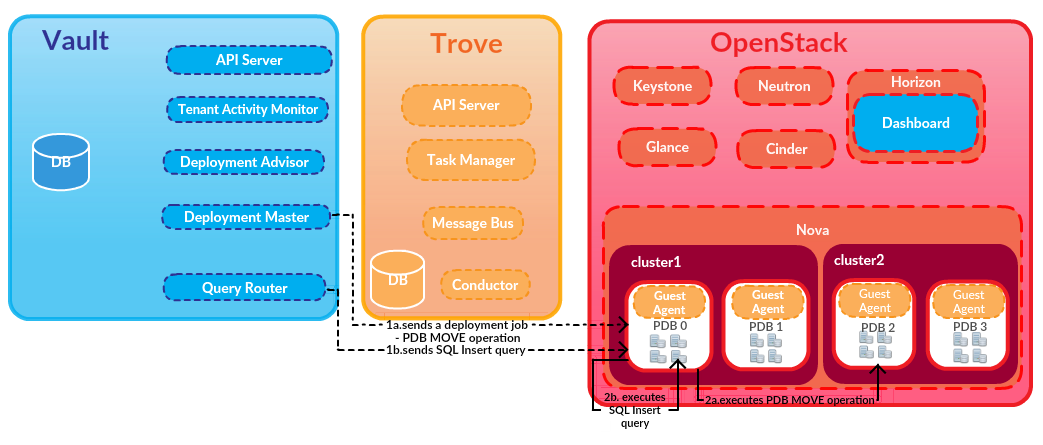 Vault
API Server
Tenant Activity Monitor
DB
Deployment Advisor
Deployment Master
Query Router
Trove
API Server
Task Manager
Message Bus
DB
Conductor
OpenStack
Keystone
Neutron
Horizon
Dashboard
Glance
Cinder
Nova
cluster1
Guest
Agent
PDB 0
Guest
Agent
PDB 1
cluster2
Guest
Agent
PDB 2
Guest
Agent
PDB 3
1a.sends a deployment job
- PDB MOVE operation
1b.sends SQL Insert query
2b. executes
SQL Insert
query
2a.executes PDB MOVE operation